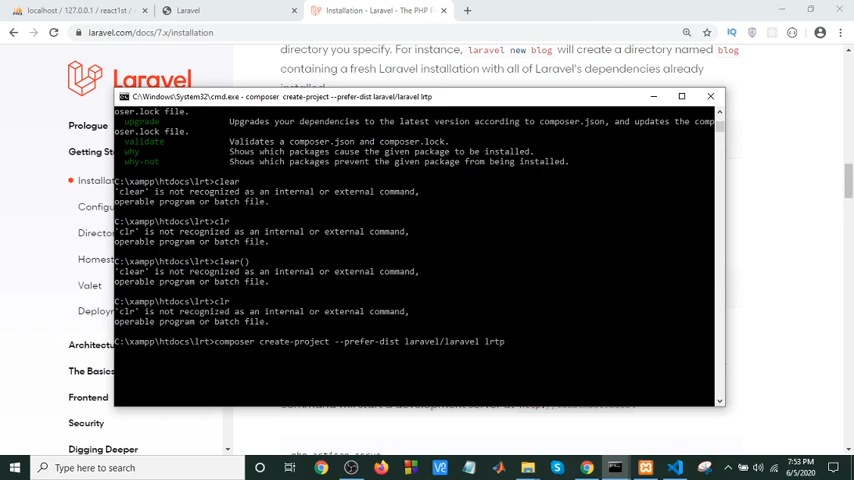 localhost / 127.0.0.1 / react1st /
Laravel
Installation - Laravel - The PHP F
laravel.com/docs/7.x/installation
directory you specify. For instance, laravel new blog will create a directory named blog
containing a fresh Laravel installation with all of Laravel's dependencies already
Laravel
Prologue
Getting St
Installa
Configu
Director
Homest
Valet
Deploy
Architectu
The Basics
Frontend
Security
Digging Deeper
C:\Windows\System32\cmd.exe - composer create-project --prefer-dist laravel/laravel lrtp
oser.lock file.
upgrade Upgrades your dependencies to the latest version according to composer.json, and updates the comp
oser.lock file.
validate Validates a composer.json and composer.lock.
why Shows which packages cause the given package to be installed.
why-not Shows which packages prevent the given package from being installed.
C:\xampp\htdocs\lrt>clear
'clear' is not recognized as an internal or external command,
operable program or batch file.
C:\xampp\htdocs\lrt>clr
'clr' is not recognized as an internal or external command,
operable program or batch file.
C:\xampp\htdocs\lrt>clear()
'clear' is not recognized as an internal or external command,
operable program or batch file.
C:\xampp\htdocs\lrt>clr
'clr' is not recognized as an internal or external command,
operable program or batch file.
C:\xampp\htdocs\lrt>composer create-project --prefer-dist laravel/laravel lrtp
php artisan serve
Type here to search
7:53 PM
6/5/2020